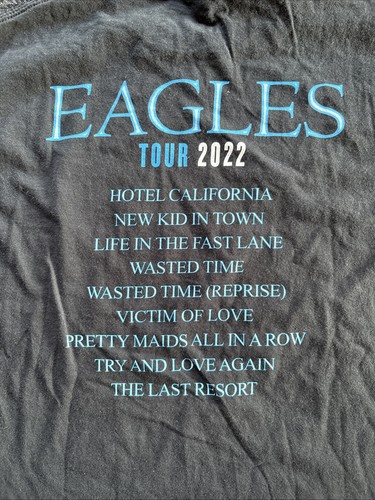 EAGLES
TOUR 2022
HOTEL CALIFORNIA
NEW KID IN TOWN
LIFE IN THE FAST LANE
WASTED TIME
WASTED TIME (REPRISE)
VICTIM OF LOVE
PRETTY MAIDS ALL IN A ROW
TRY AND LOVE AGAIN
THE LAST RESORT